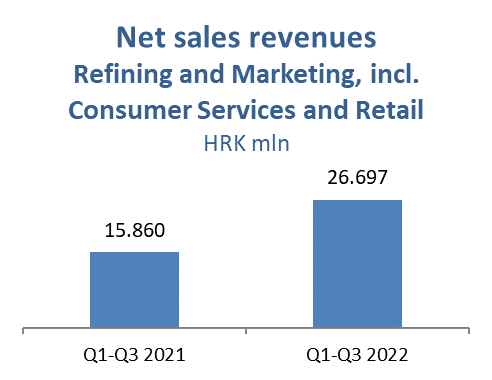 Net sales revenues
Refining and Marketing, incl.
Consumer Services and Retail
HRK mln
26.697
15.860
Q1-Q3 2021
Q1-Q3 2022